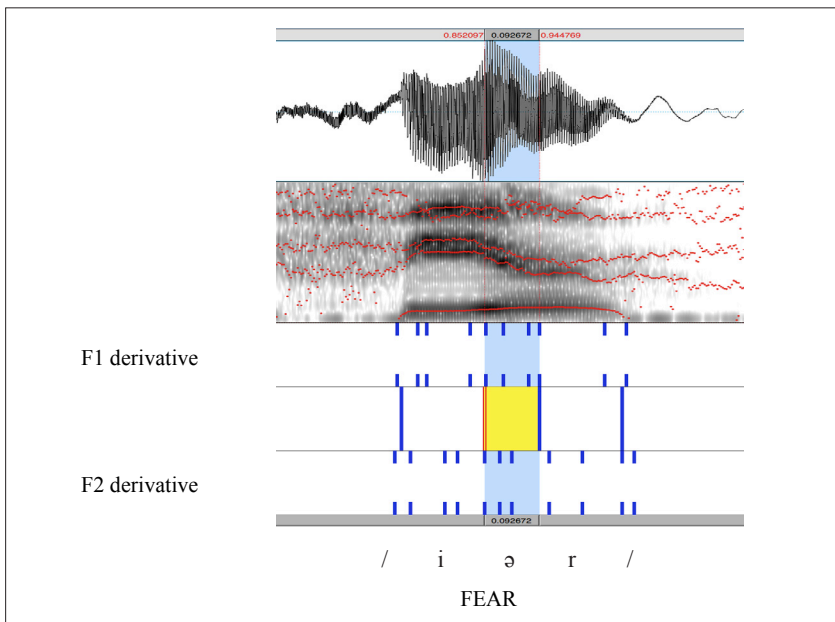 0.852097 0.092672 0.944769
F1 derivative
F2 derivative
0.092672
/ i ə r /
FEAR